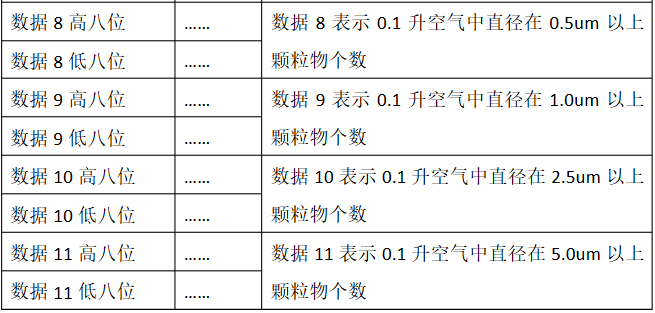 数据 8 高八位 …… 数据 8 表示 0.1 升空气中直径在 0.5um 以上
数据 8 低八位 …… 颗粒物个数
数据 9 高八位 …… 数据 9 表示 0.1 升空气中直径在 1.0um 以上
数据 9 低八位 …… 颗粒物个数
数据 10 高八位 …… 数据 10 表示 0.1 升空气中直径在 2.5um 以上
数据 10 低八位 …… 颗粒物个数
数据 11 高八位 …… 数据 11 表示 0.1 升空气中直径在 5.0um 以上
数据 11 低八位 …… 颗粒物个数